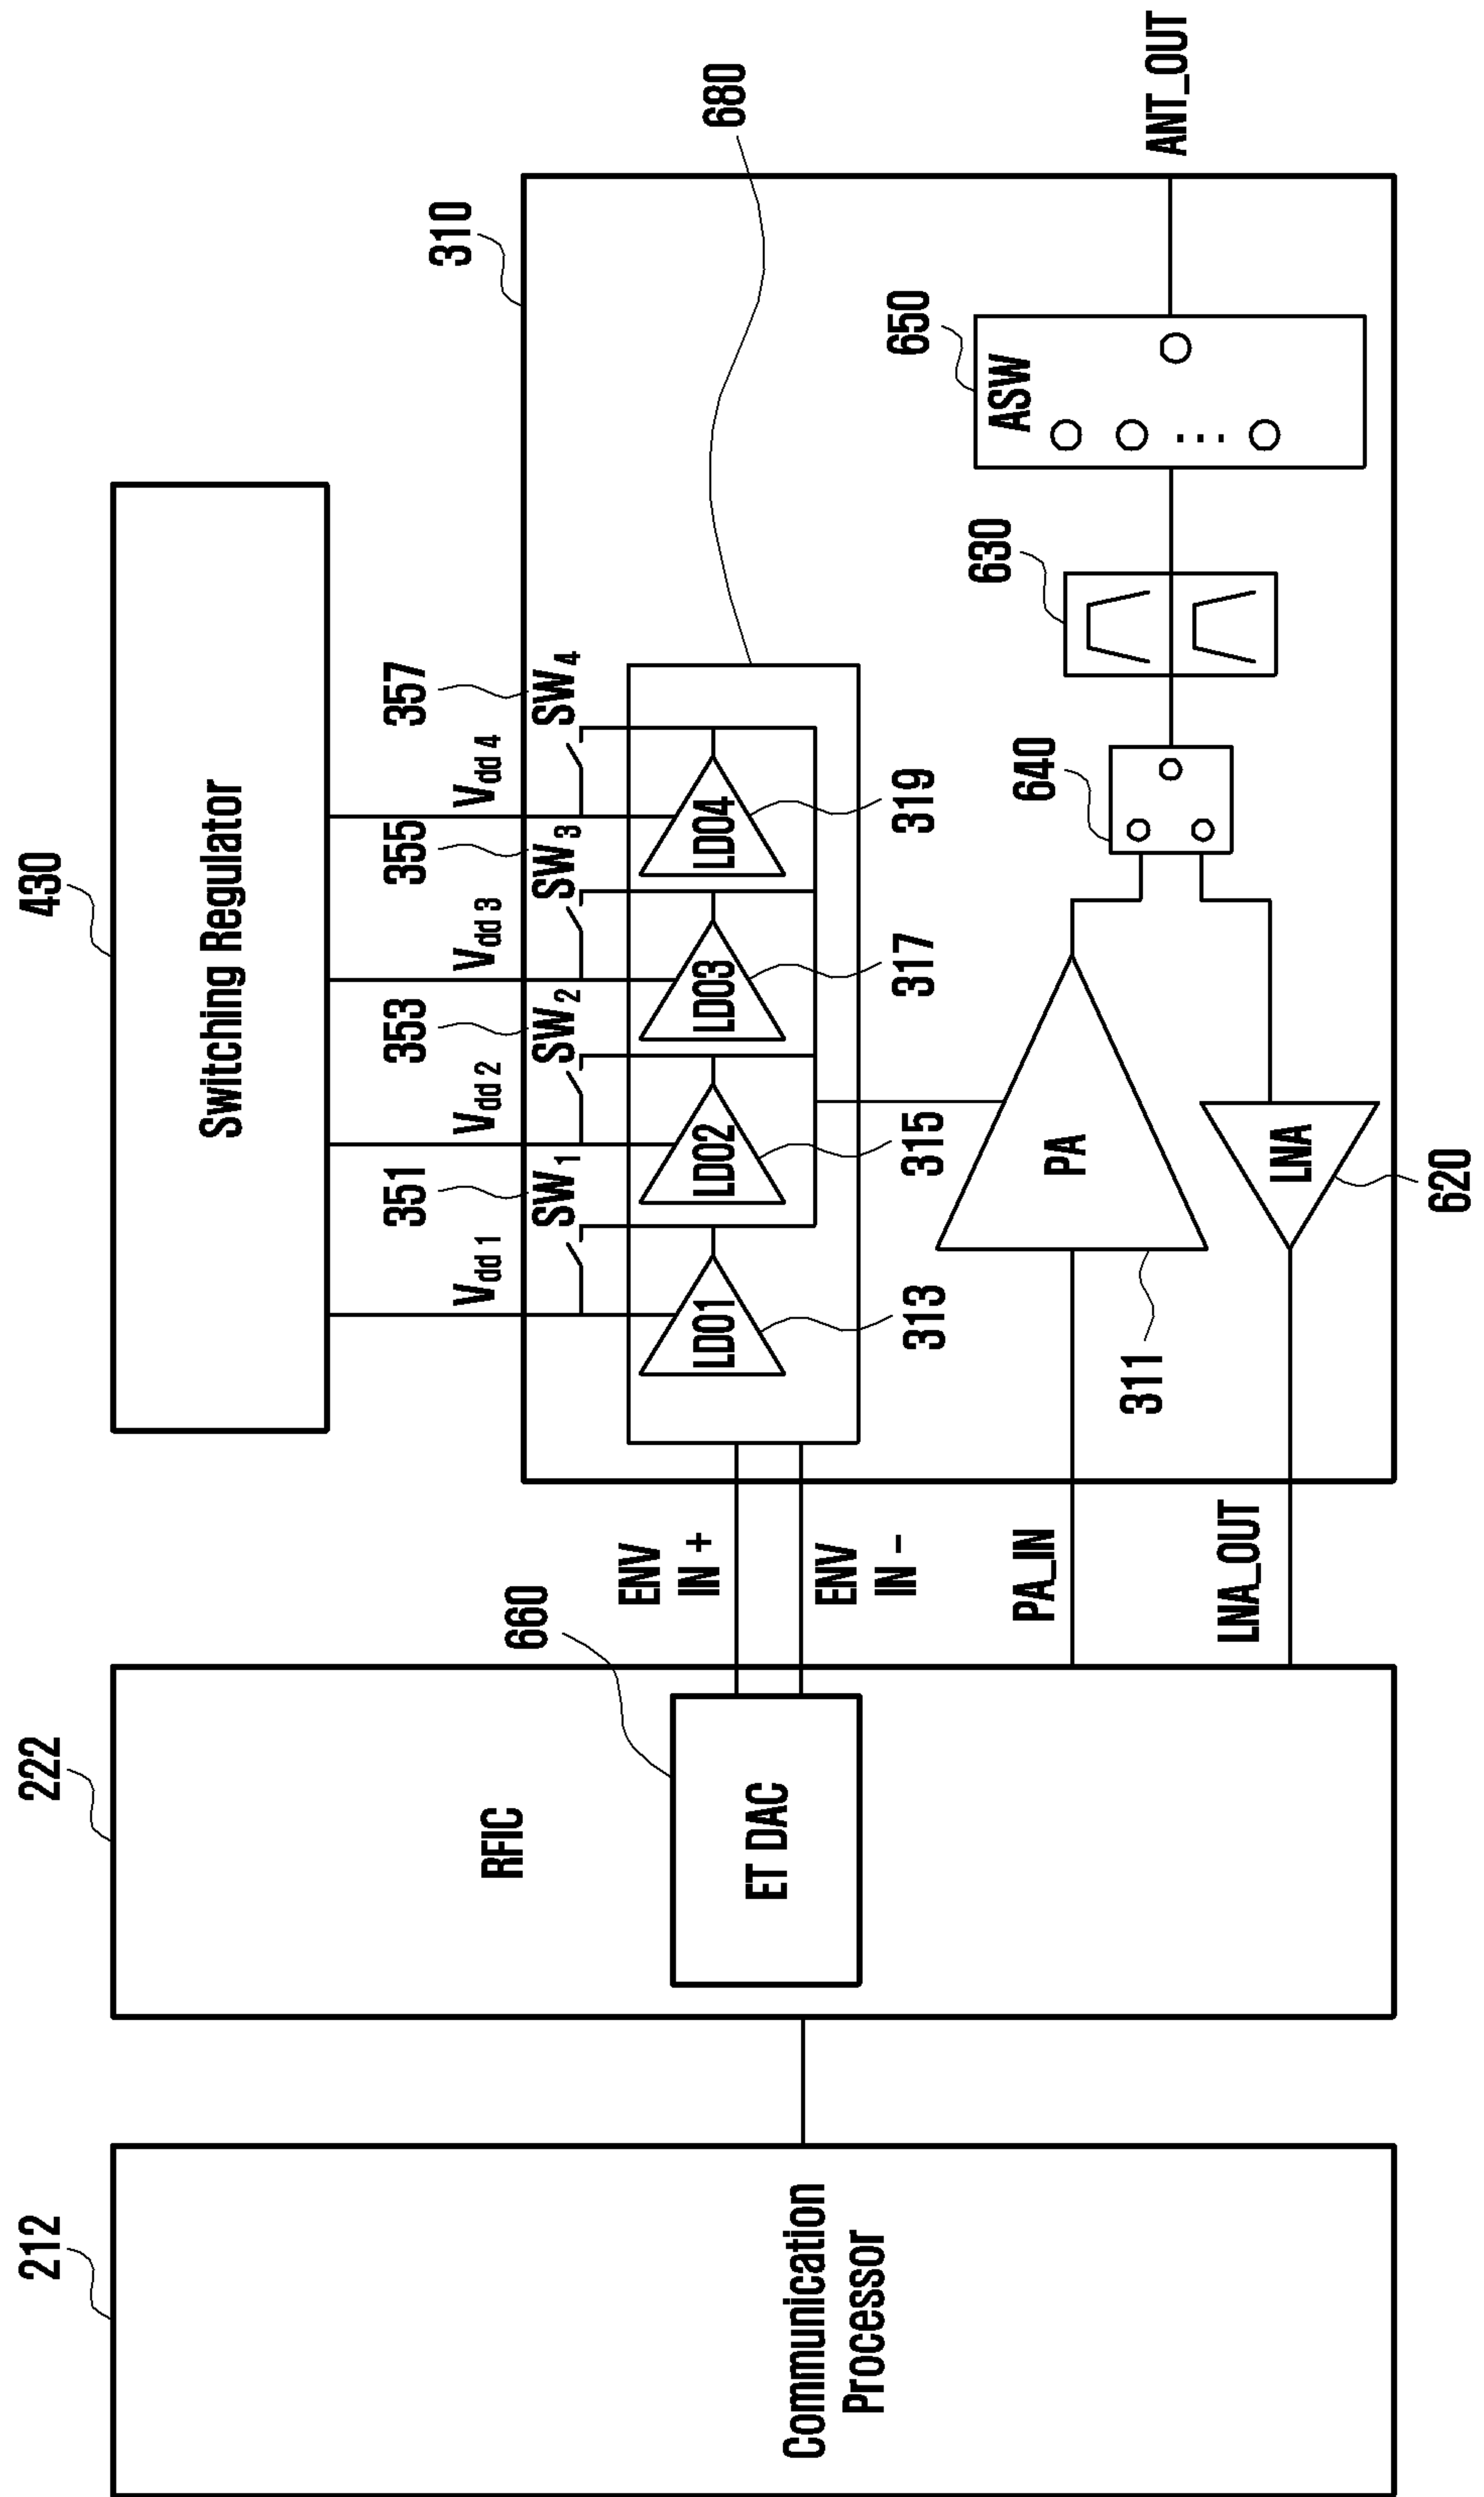 430
Switching Regulator
212
222
351
353
355
357
310
680
Vdd 1
Vdd 2
Vdd 3
Vdd 4
SW1
SW2
SW3
SW4
RFIC
660
ENV
IN +
LDO1
LDO2
LDO3
LDO4
ET DAC
ENV
IN -
Communication
Processor
313
315
317
319
650
ASW
630
640
PA_IN
PA
311
ANT_OUT
LNA_OUT
LNA
620